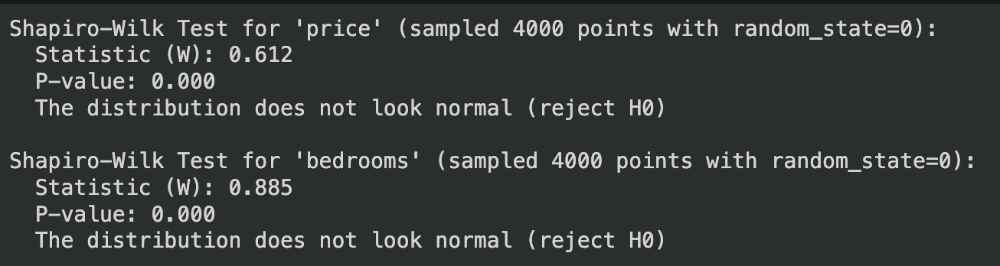 Shapiro-Wilk Test for 'price' (sampled 4000 points with random_state=0):
  Statistic (W): 0.612
  P-value: 0.000
  The distribution does not look normal (reject H0)

Shapiro-Wilk Test for 'bedrooms' (sampled 4000 points with random_state=0):
  Statistic (W): 0.885
  P-value: 0.000
  The distribution does not look normal (reject H0)